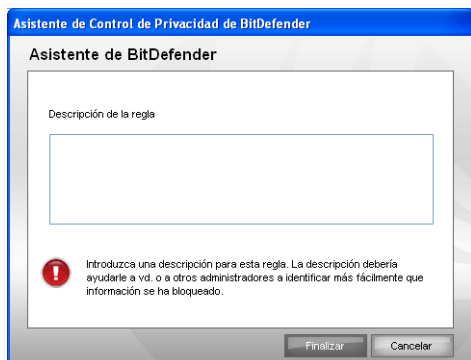 Asistente de Control de Privacidad de BitDefender
Asistente de BitDefender
Descripción de la regla
Introduzca una descripción para esta regla. La descripción debería
ayudarle a vd. o a otros administradores a identificar más fácilmente que
información se ha bloqueado.
Finalizar
Cancelar